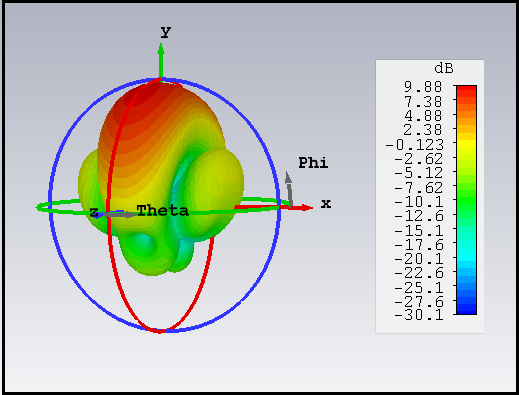 y
dB
9.88
7.38
4.88
2.38
-0.123
-2.62
-5.12
-7.62
-10.1
-12.6
-15.1
-17.6
-20.1
-22.6
-25.1
-27.6
-30.1
Phi
x
z
Theta